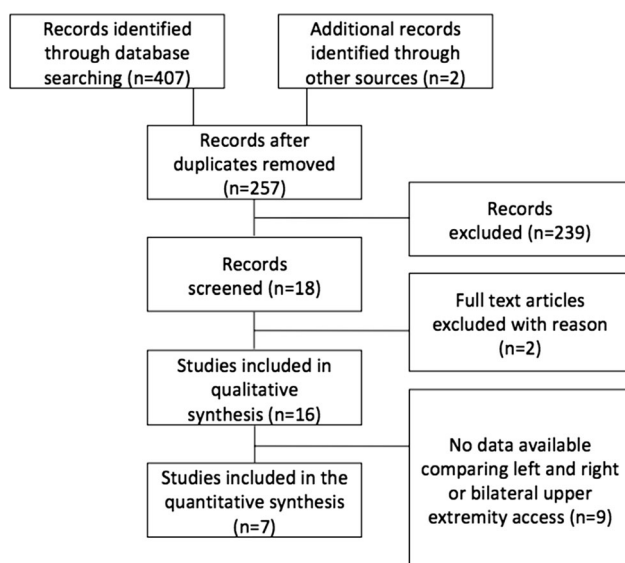 Records identified
through database
searching (n=407)
Additional records
identified through
other sources (n=2)
Records after
duplicates removed
(n=257)
Records
excluded (n=239)
Records
screened (n=18)
Full text articles
excluded with reason
(n=2)
Studies included in
qualitative
synthesis (n=16)
No data available
comparing left and right
or bilateral upper
extremity access (n=9)
Studies included in the
quantitative synthesis
(n=7)